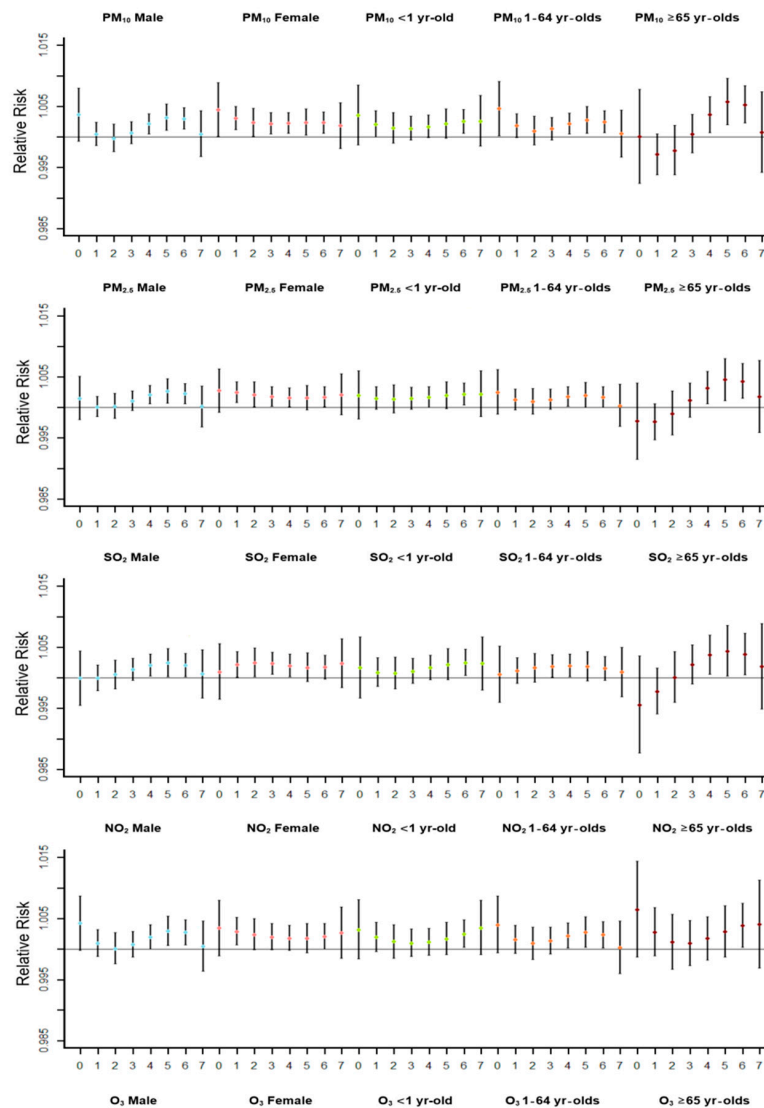 PM₁₀ Male PM₁₀ Female PM₁₀ <1 yr-old PM₁₀ 1-64 yr-olds PM₁₀ ≥65 yr-olds
Relative Risk
1.015
1.005
0.995
0.985
0 1 2 3 4 5 6 7 0 1 2 3 4 5 6 7 0 1 2 3 4 5 6 7 0 1 2 3 4 5 6 7 0 1 2 3 4 5 6 7
PM₂.₅ Male PM₂.₅ Female PM₂.₅ <1 yr-old PM₂.₅ 1-64 yr-olds PM₂.₅ ≥65 yr-olds
Relative Risk
1.015
1.005
0.995
0.985
0 1 2 3 4 5 6 7 0 1 2 3 4 5 6 7 0 1 2 3 4 5 6 7 0 1 2 3 4 5 6 7 0 1 2 3 4 5 6 7
SO₂ Male SO₂ Female SO₂ <1 yr-old SO₂ 1-64 yr-olds SO₂ ≥65 yr-olds
Relative Risk
1.015
1.005
0.995
0.985
0 1 2 3 4 5 6 7 0 1 2 3 4 5 6 7 0 1 2 3 4 5 6 7 0 1 2 3 4 5 6 7 0 1 2 3 4 5 6 7
NO₂ Male NO₂ Female NO₂ <1 yr-old NO₂ 1-64 yr-olds NO₂ ≥65 yr-olds
Relative Risk
1.015
1.005
0.995
0.985
0 1 2 3 4 5 6 7 0 1 2 3 4 5 6 7 0 1 2 3 4 5 6 7 0 1 2 3 4 5 6 7 0 1 2 3 4 5 6 7
O₃ Male O₃ Female O₃ <1 yr-old O₃ 1-64 yr-olds O₃ ≥65 yr-olds